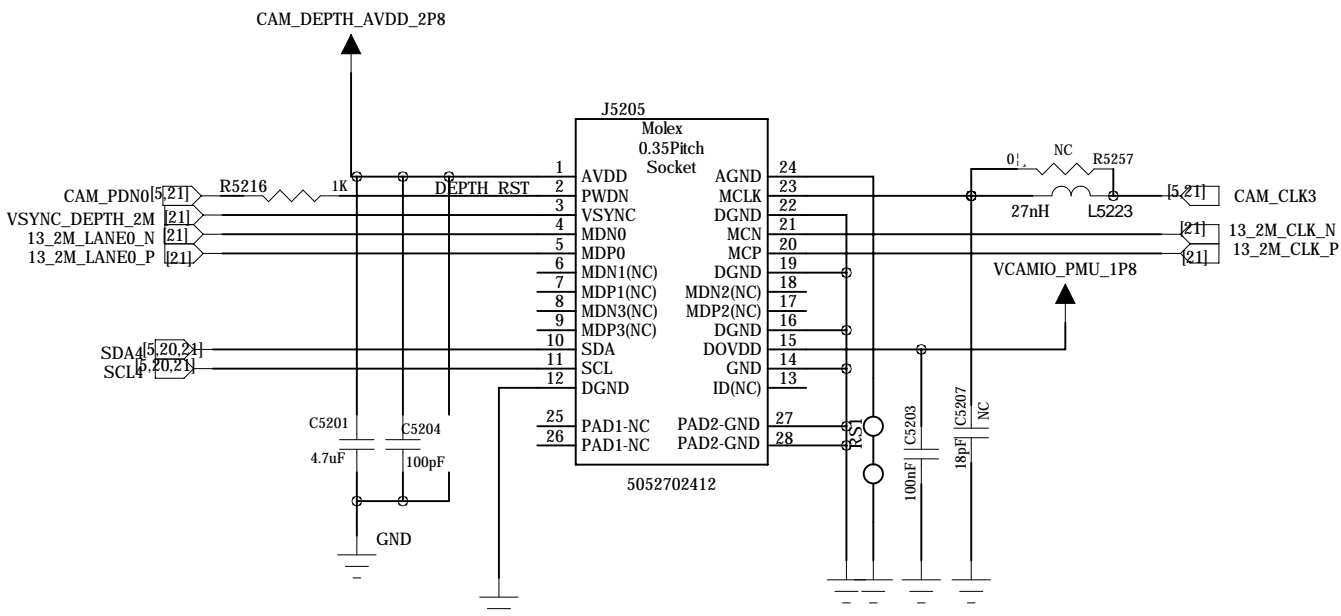 CAM_DEPTH_AVDD_2P8
J5205
Molex
0.35Pitch
Socket
1 AVDD AGND 24
CAM_PDN0 [5,21] R5216 1K DEPTH_RST 2 PWDN MCLK 23
VSYNC_DEPTH_2M [21] 3 VSYNC DGND 22
13_2M_LANE0_N [21] 4 MDN0 MCN 21
13_2M_LANE0_P [21] 5 MDP0 MCP 20
6 MDN1(NC) DGND 19
7 MDP1(NC) MDN2(NC) 18
8 MDN3(NC) MDP2(NC) 17
9 MDP3(NC) DGND 16
SDA4 [5,20,21] 10 SDA DOVDD 15
SCL4 [5,20,21] 11 SCL GND 14
12 DGND ID(NC) 13
25 PAD1-NC PAD2-GND 27
26 PAD1-NC PAD2-GND 28
5052702412
C5201
4.7uF
C5204
100pF
GND
NC
0 R5257
27nH L5223
[5,21] CAM_CLK3
[21] 13_2M_CLK_N
[21] 13_2M_CLK_P
VCAMIO_PMU_1P8
RS1
C5203
100nF
C5207
NC
18pF